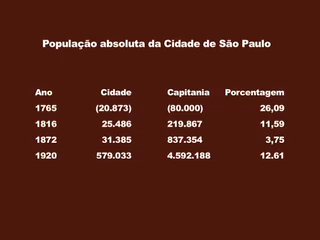 População absoluta da Cidade de São Paulo
Ano Cidade Capitania Porcentagem
1765 (20.873) (80.000) 26,09
1816 25.486 219.867 11,59
1872 31.385 837.354 3,75
1920 579.033 4.592.188 12.61